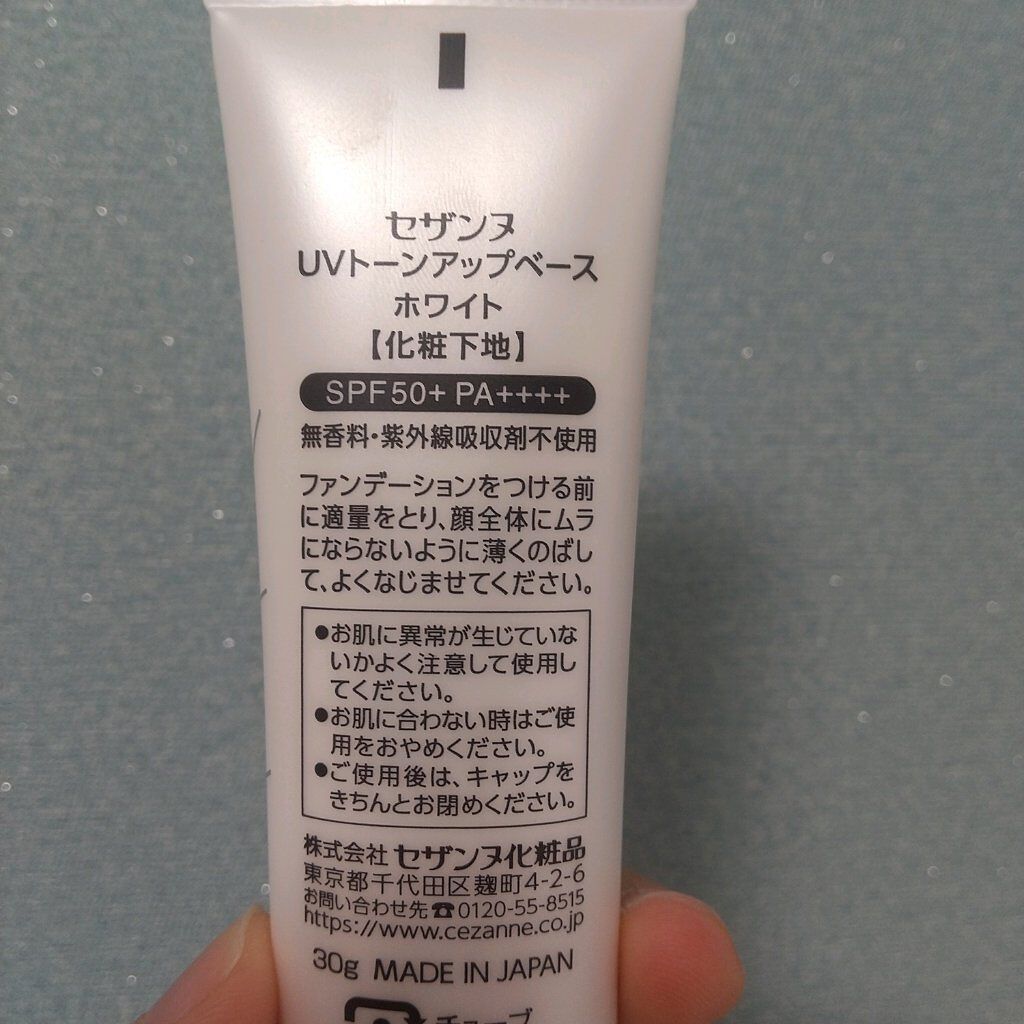 セザンヌ
UVトーンアップベース
ホワイト
【化粧下地】
SPF50+ PA++++
無香料・紫外線吸収剤不使用
ファンデーションをつける前
に適量をとり、顔全体にムラ
にならないように薄くのばし
て、よくなじませてください。
●お肌に異常が生じていな
いかよく注意して使用し
てください。
●お肌に合わない時はご使
用をおやめください。
●ご使用後は、キャップを
きちんとお閉めください。
株式会社 セザンヌ化粧品
東京都千代田区麹町4-2-6
お問い合わせ先☎0120-55-8515
https://www.cezanne.co.jp
30g MADE IN JAPAN
チューブ